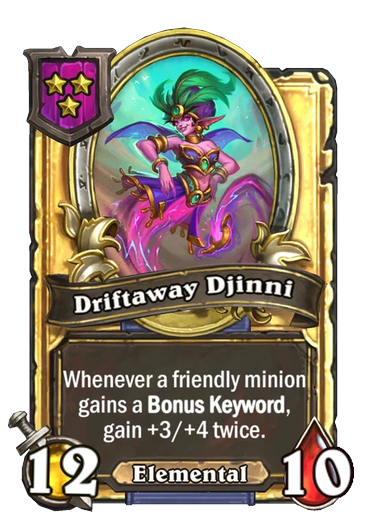 Driftaway Djinni
Whenever a friendly minion
gains a Bonus Keyword,
gain +3/+4 twice.
12
Elemental
10